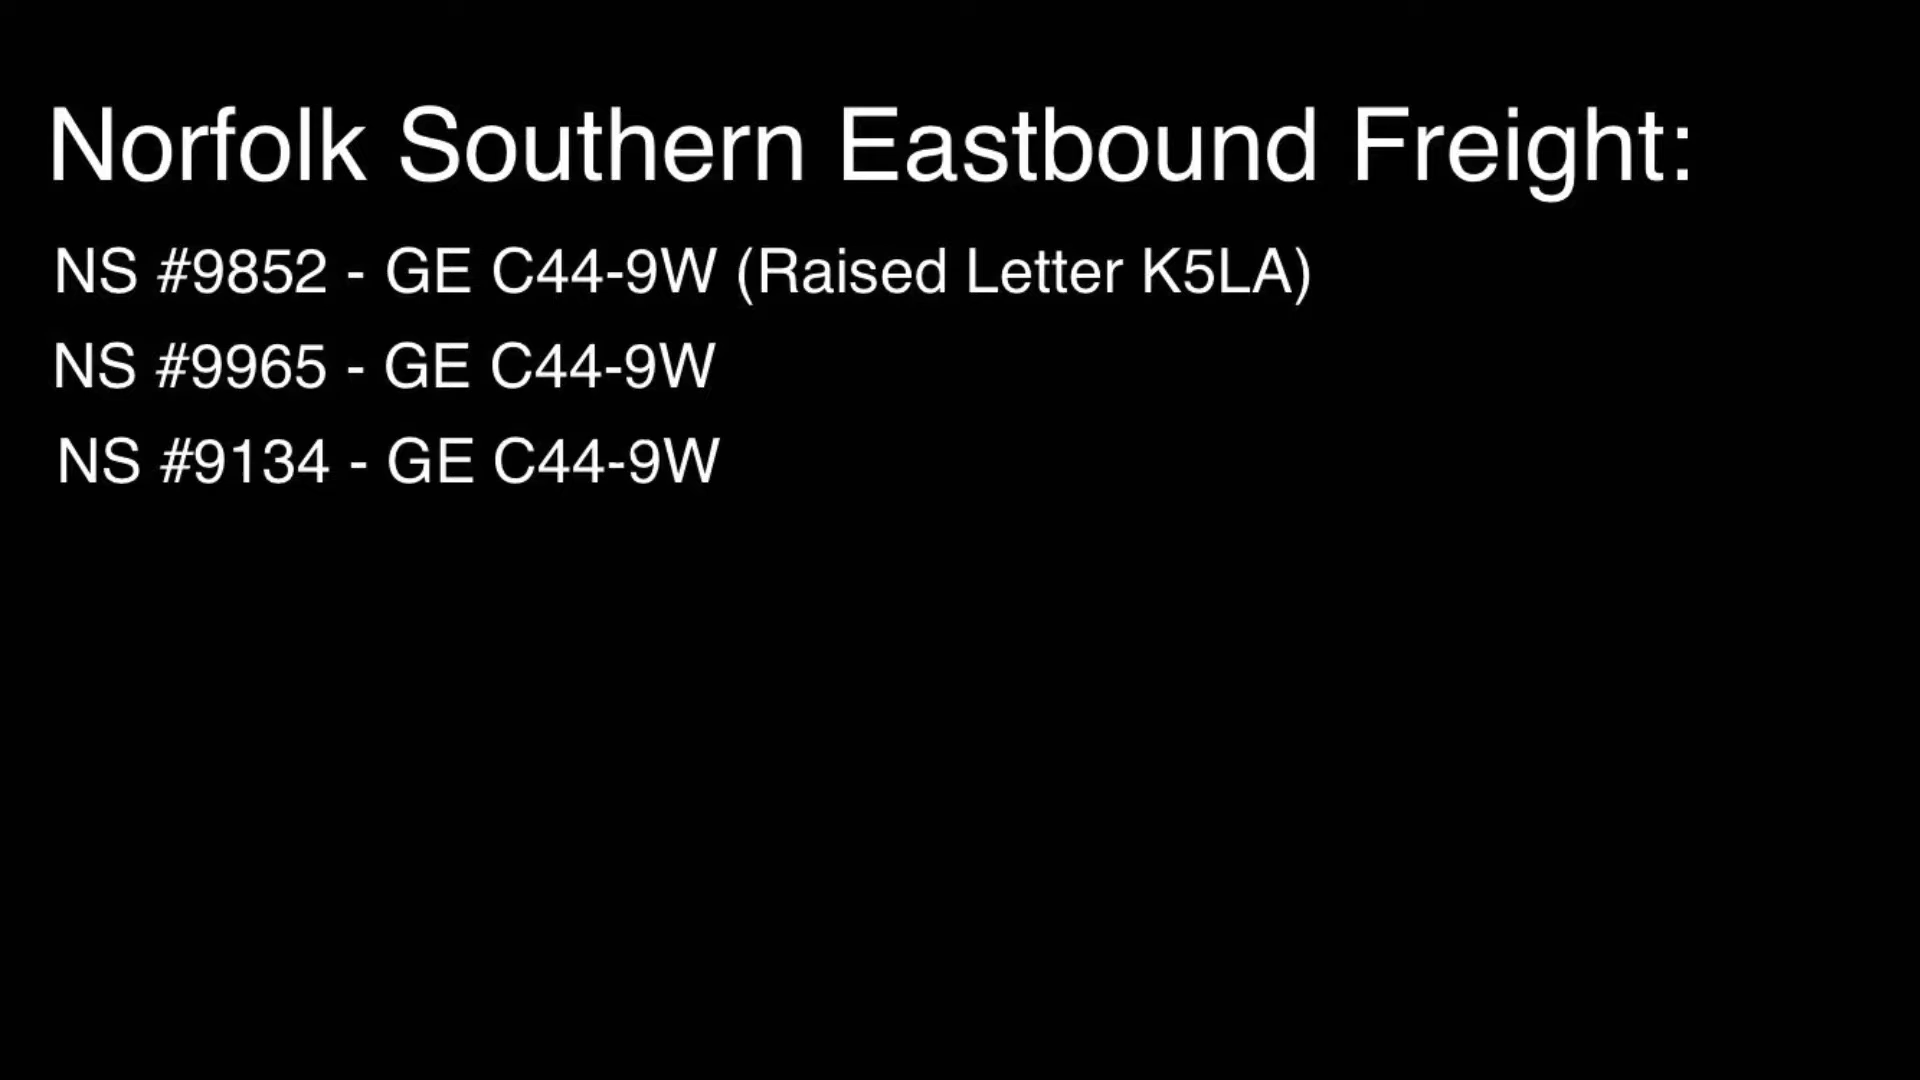 Norfolk Southern Eastbound Freight:
NS #9852 - GE C44-9W (Raised Letter K5LA)
NS #9965 - GE C44-9W
NS #9134 - GE C44-9W